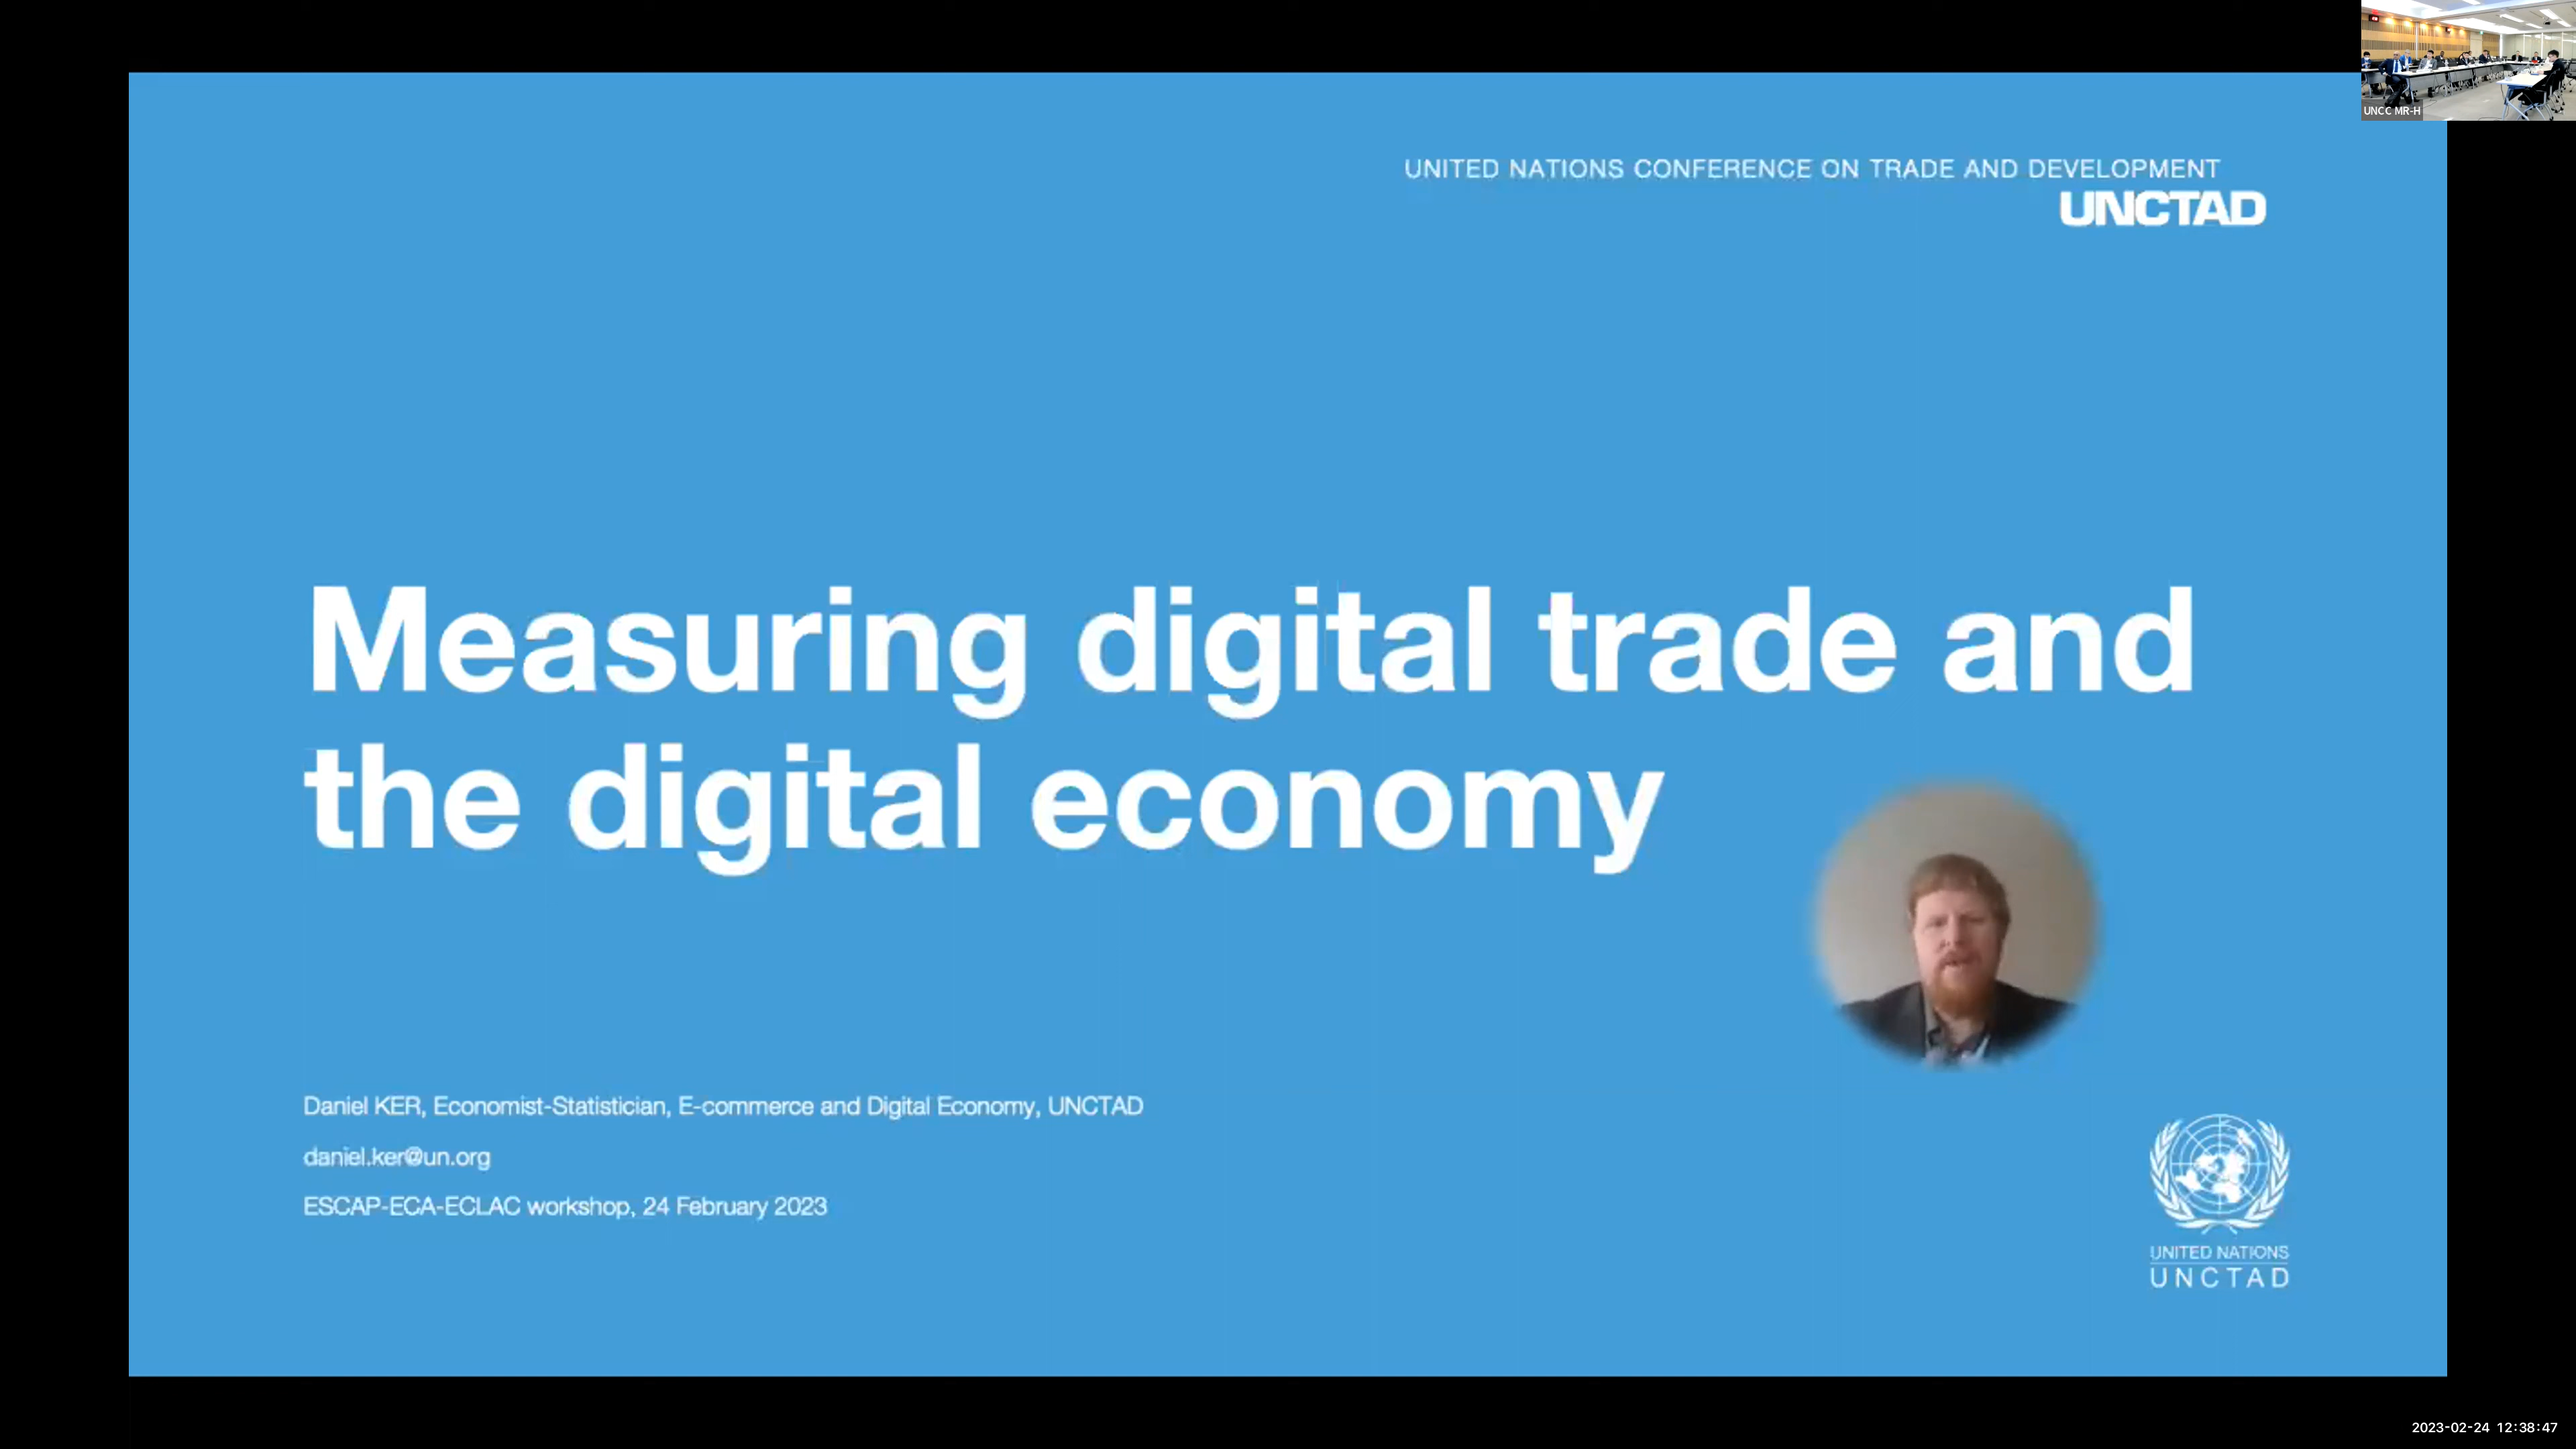 UNCC MR-H
UNITED NATIONS CONFERENCE ON TRADE AND DEVELOPMENT
UNCTAD
Measuring digital trade and
the digital economy
Daniel KER, Economist-Statistician, E-commerce and Digital Economy, UNCTAD
daniel.ker@un.org
ESCAP-ECA-ECLAC workshop, 24 February 2023
UNITED NATIONS
UNCTAD
2023-02-24 12:38:47